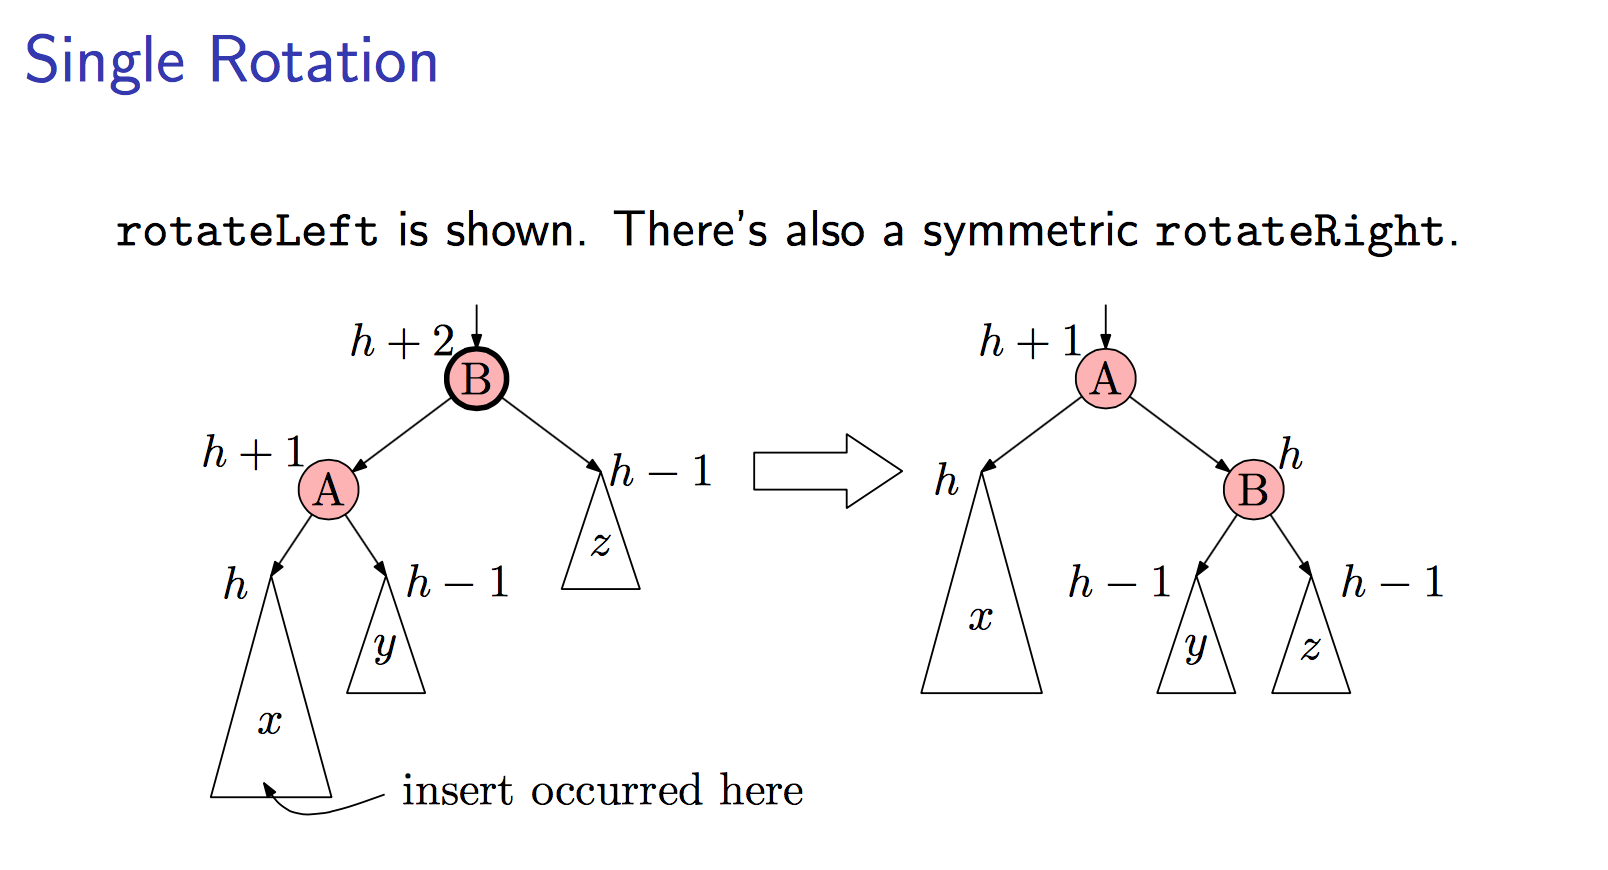 Single Rotation
rotateLeft is shown. There's also a symmetric rotateRight.
h + 2
B
h + 1
A
h − 1
z
h
h − 1
y
x
insert occurred here
h + 1
A
h
h
B
x
h − 1
h − 1
y
z